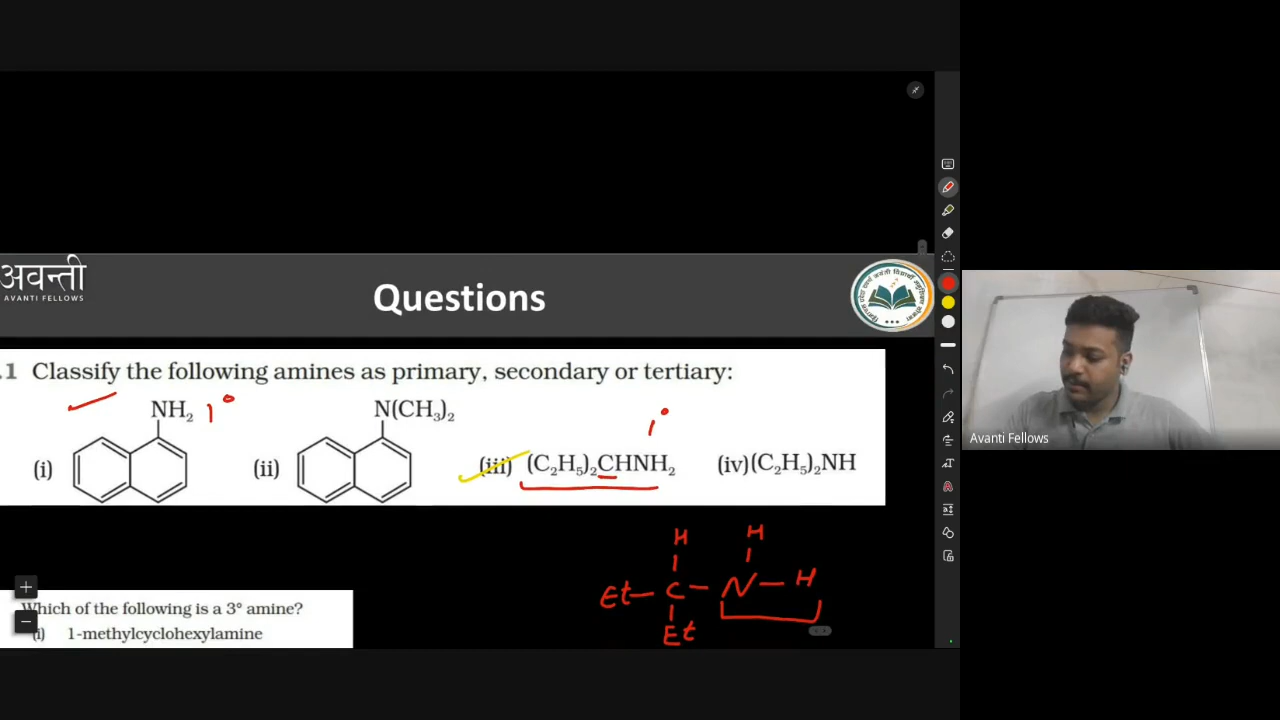 अवन्ती
AVANTI FELLOWS
Questions
.1 Classify the following amines as primary, secondary or tertiary:
NH₂ 1°
N(CH₃)₂
1°
(i)
(ii)
(iii) (C₂H₅)₂CHNH₂
(iv)(C₂H₅)₂NH
H H
Et—C—N—H
Et
Which of the following is a 3° amine?
(i) 1-methylcyclohexylamine
Avanti Fellows